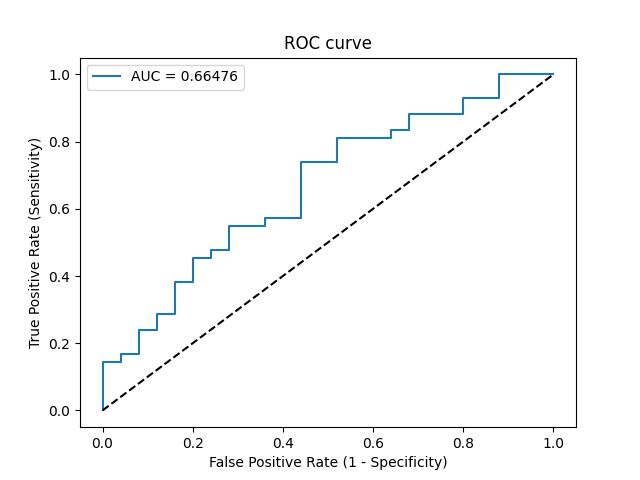 ROC curve
AUC = 0.66476
1.0
0.8
0.6
0.4
0.2
0.0
True Positive Rate (Sensitivity)
0.0 0.2 0.4 0.6 0.8 1.0
False Positive Rate (1 - Specificity)